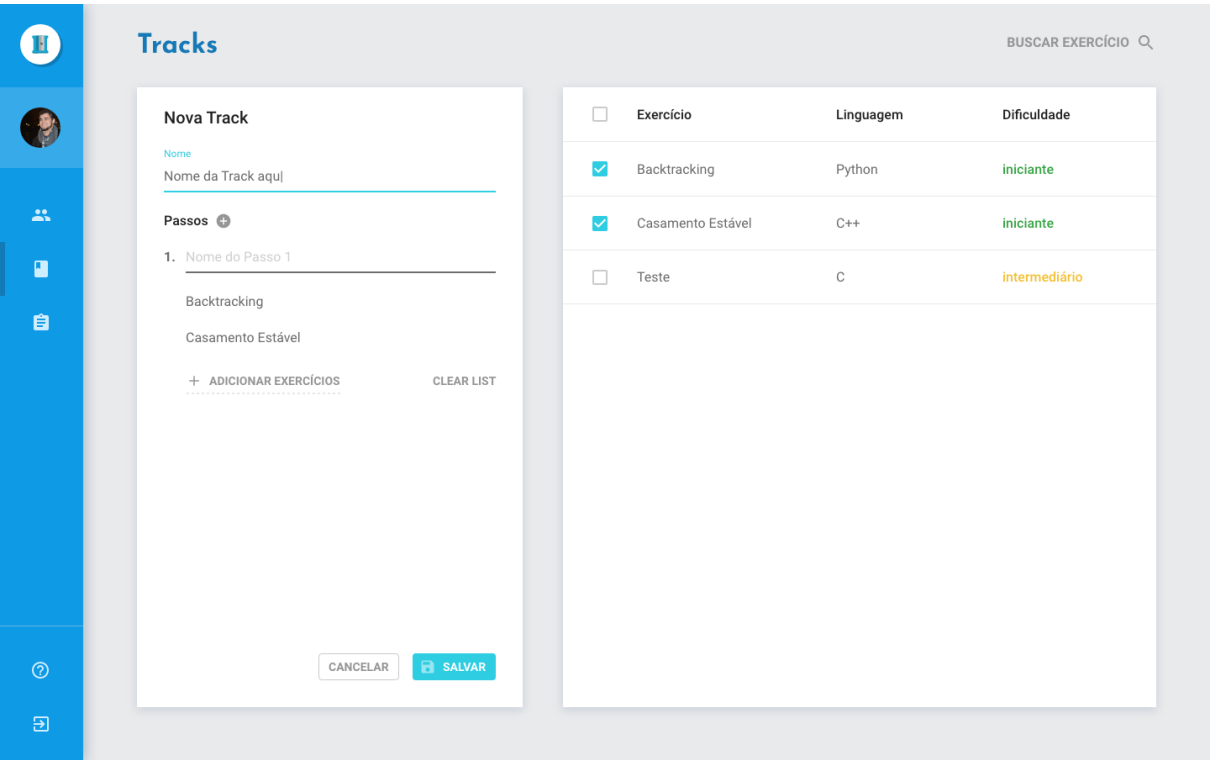 Tracks
BUSCAR EXERCÍCIO
Nova Track
Nome
Nome da Track aqui
Passos
1. Nome do Passo 1
Backtracking
Casamento Estável
ADICIONAR EXERCÍCIOS CLEAR LIST
CANCELAR SALVAR
Exercício Linguagem Dificuldade
Backtracking Python iniciante
Casamento Estável C++ iniciante
Teste C intermediário